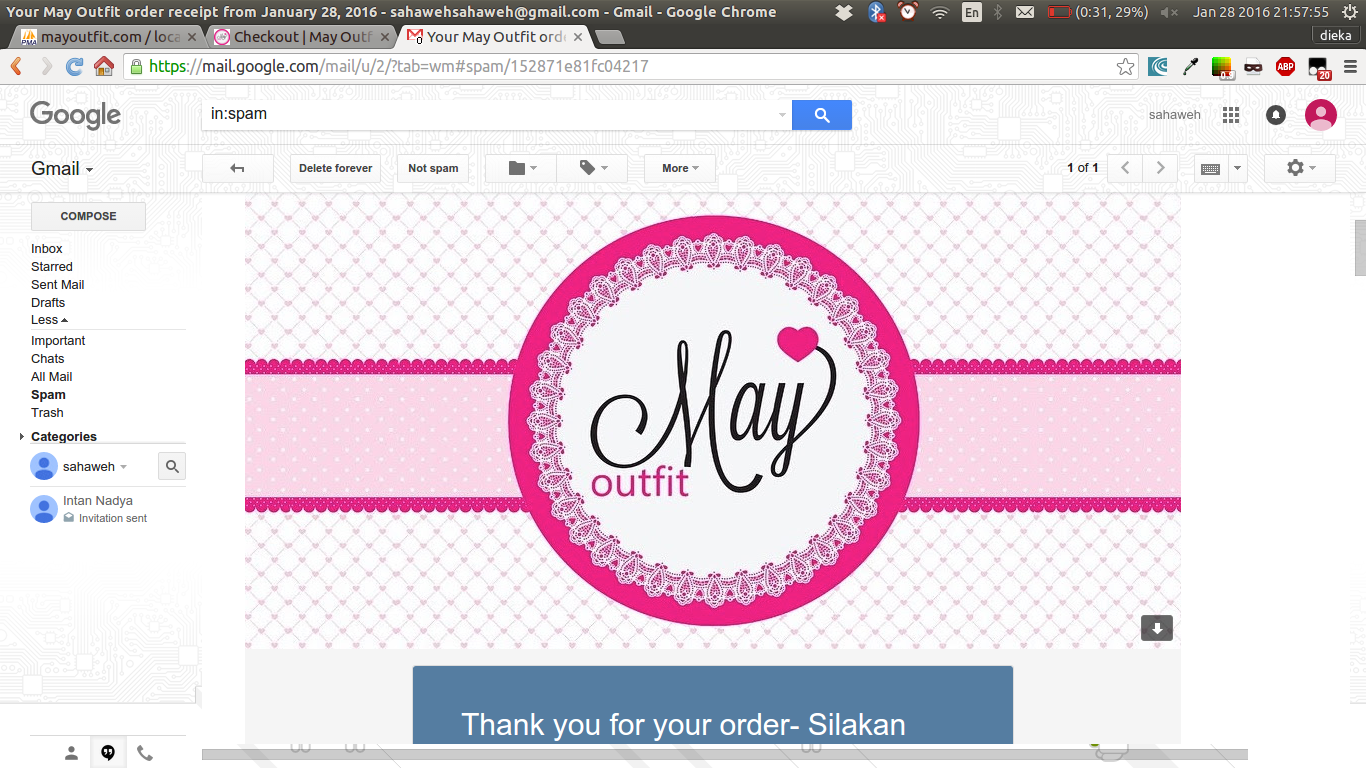 Your May Outfit order receipt from January 28, 2016 - sahawehsahaweh@gmail.com - Gmail - Google Chrome
En
(0:31, 29%)
Jan 28 2016 21:57:55
PMA
mayoutfit.com / loca
Checkout | May Outf
0
Your May Outfit ord
dieka
https://mail.google.com/mail/u/2/?tab=wm#spam/152871e81fc04217
ABP
20
Google
in:spam
sahaweh
Gmail
Delete forever
Not spam
More
1 of 1
COMPOSE
Inbox
Starred
Sent Mail
Drafts
Less
Important
Chats
All Mail
Spam
Trash
Categories
sahaweh
Intan Nadya
Invitation sent
May
outfit
Thank you for your order- Silakan